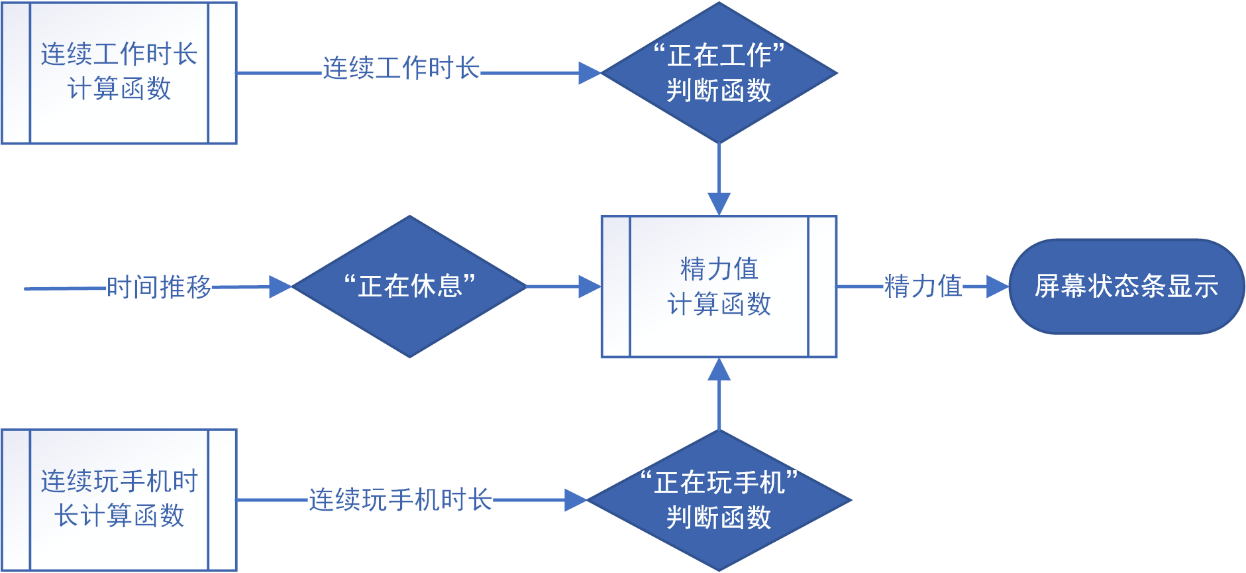 连续工作时长
计算函数
连续工作时长
“正在工作”
判断函数
时间推移
“正在休息”
精力值
计算函数
精力值
屏幕状态条显示
连续玩手机时
长计算函数
连续玩手机时长
“正在玩手机”
判断函数